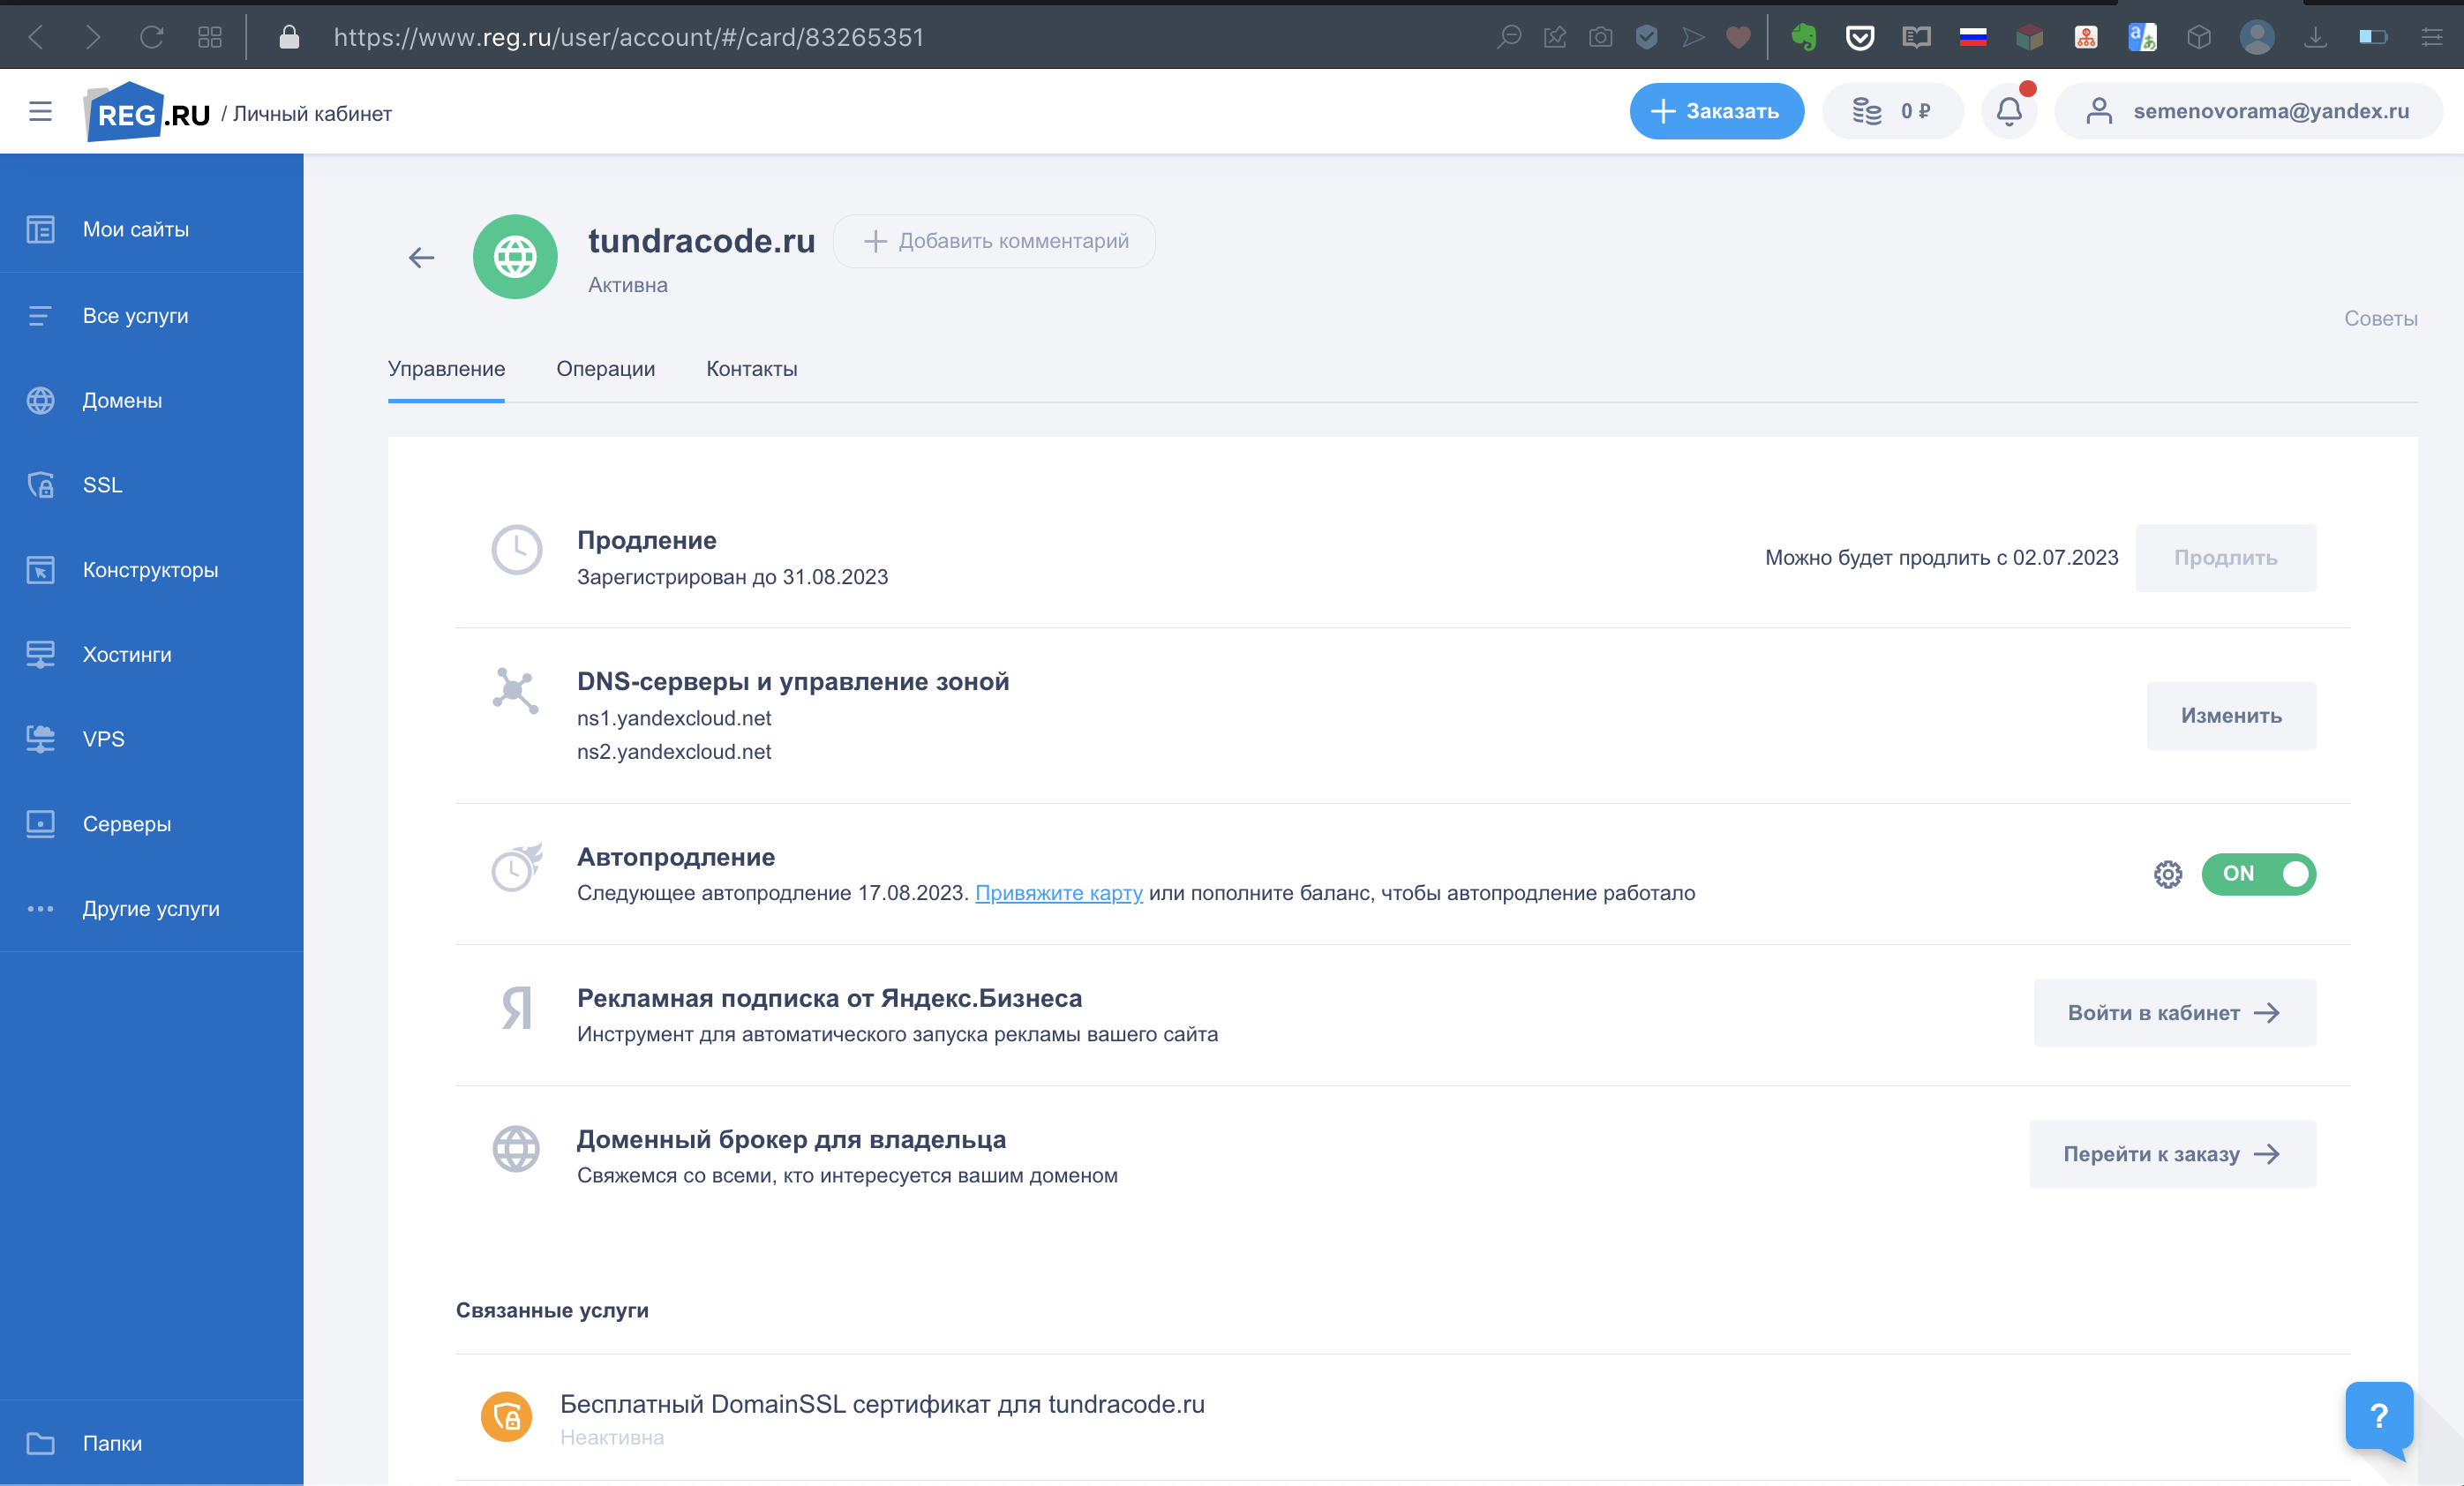 https://www.reg.ru/user/account/#/card/83265351
REG.RU / Личный кабинет
Заказать
0 ₽
semenovorama@yandex.ru
Мои сайты
Все услуги
Домены
SSL
Конструкторы
Хостинги
VPS
Серверы
Другие услуги
Папки
tundracode.ru
Добавить комментарий
Активна
Советы
Управление
Операции
Контакты
Продление
Зарегистрирован до 31.08.2023
Можно будет продлить с 02.07.2023
Продлить
DNS-серверы и управление зоной
ns1.yandexcloud.net
ns2.yandexcloud.net
Изменить
Автопродление
Следующее автопродление 17.08.2023. Привяжите карту или пополните баланс, чтобы автопродление работало
ON
Я
Рекламная подписка от Яндекс.Бизнеса
Инструмент для автоматического запуска рекламы вашего сайта
Войти в кабинет
Доменный брокер для владельца
Свяжемся со всеми, кто интересуется вашим доменом
Перейти к заказу
Связанные услуги
Бесплатный DomainSSL сертификат для tundracode.ru
Неактивна
?